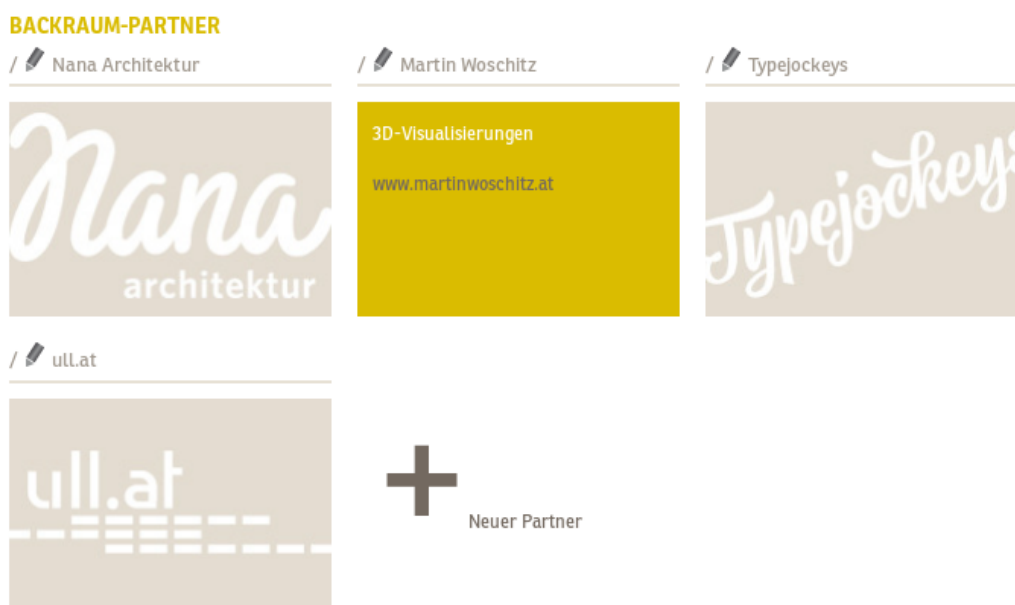 BACKRAUM-PARTNER
/ Nana Architektur
/ Martin Woschitz
/ Typejockeys
Nana
architektur
3D-Visualisierungen
www.martinwoschitz.at
Typejockeys
/ ull.at
ull.at
Neuer Partner